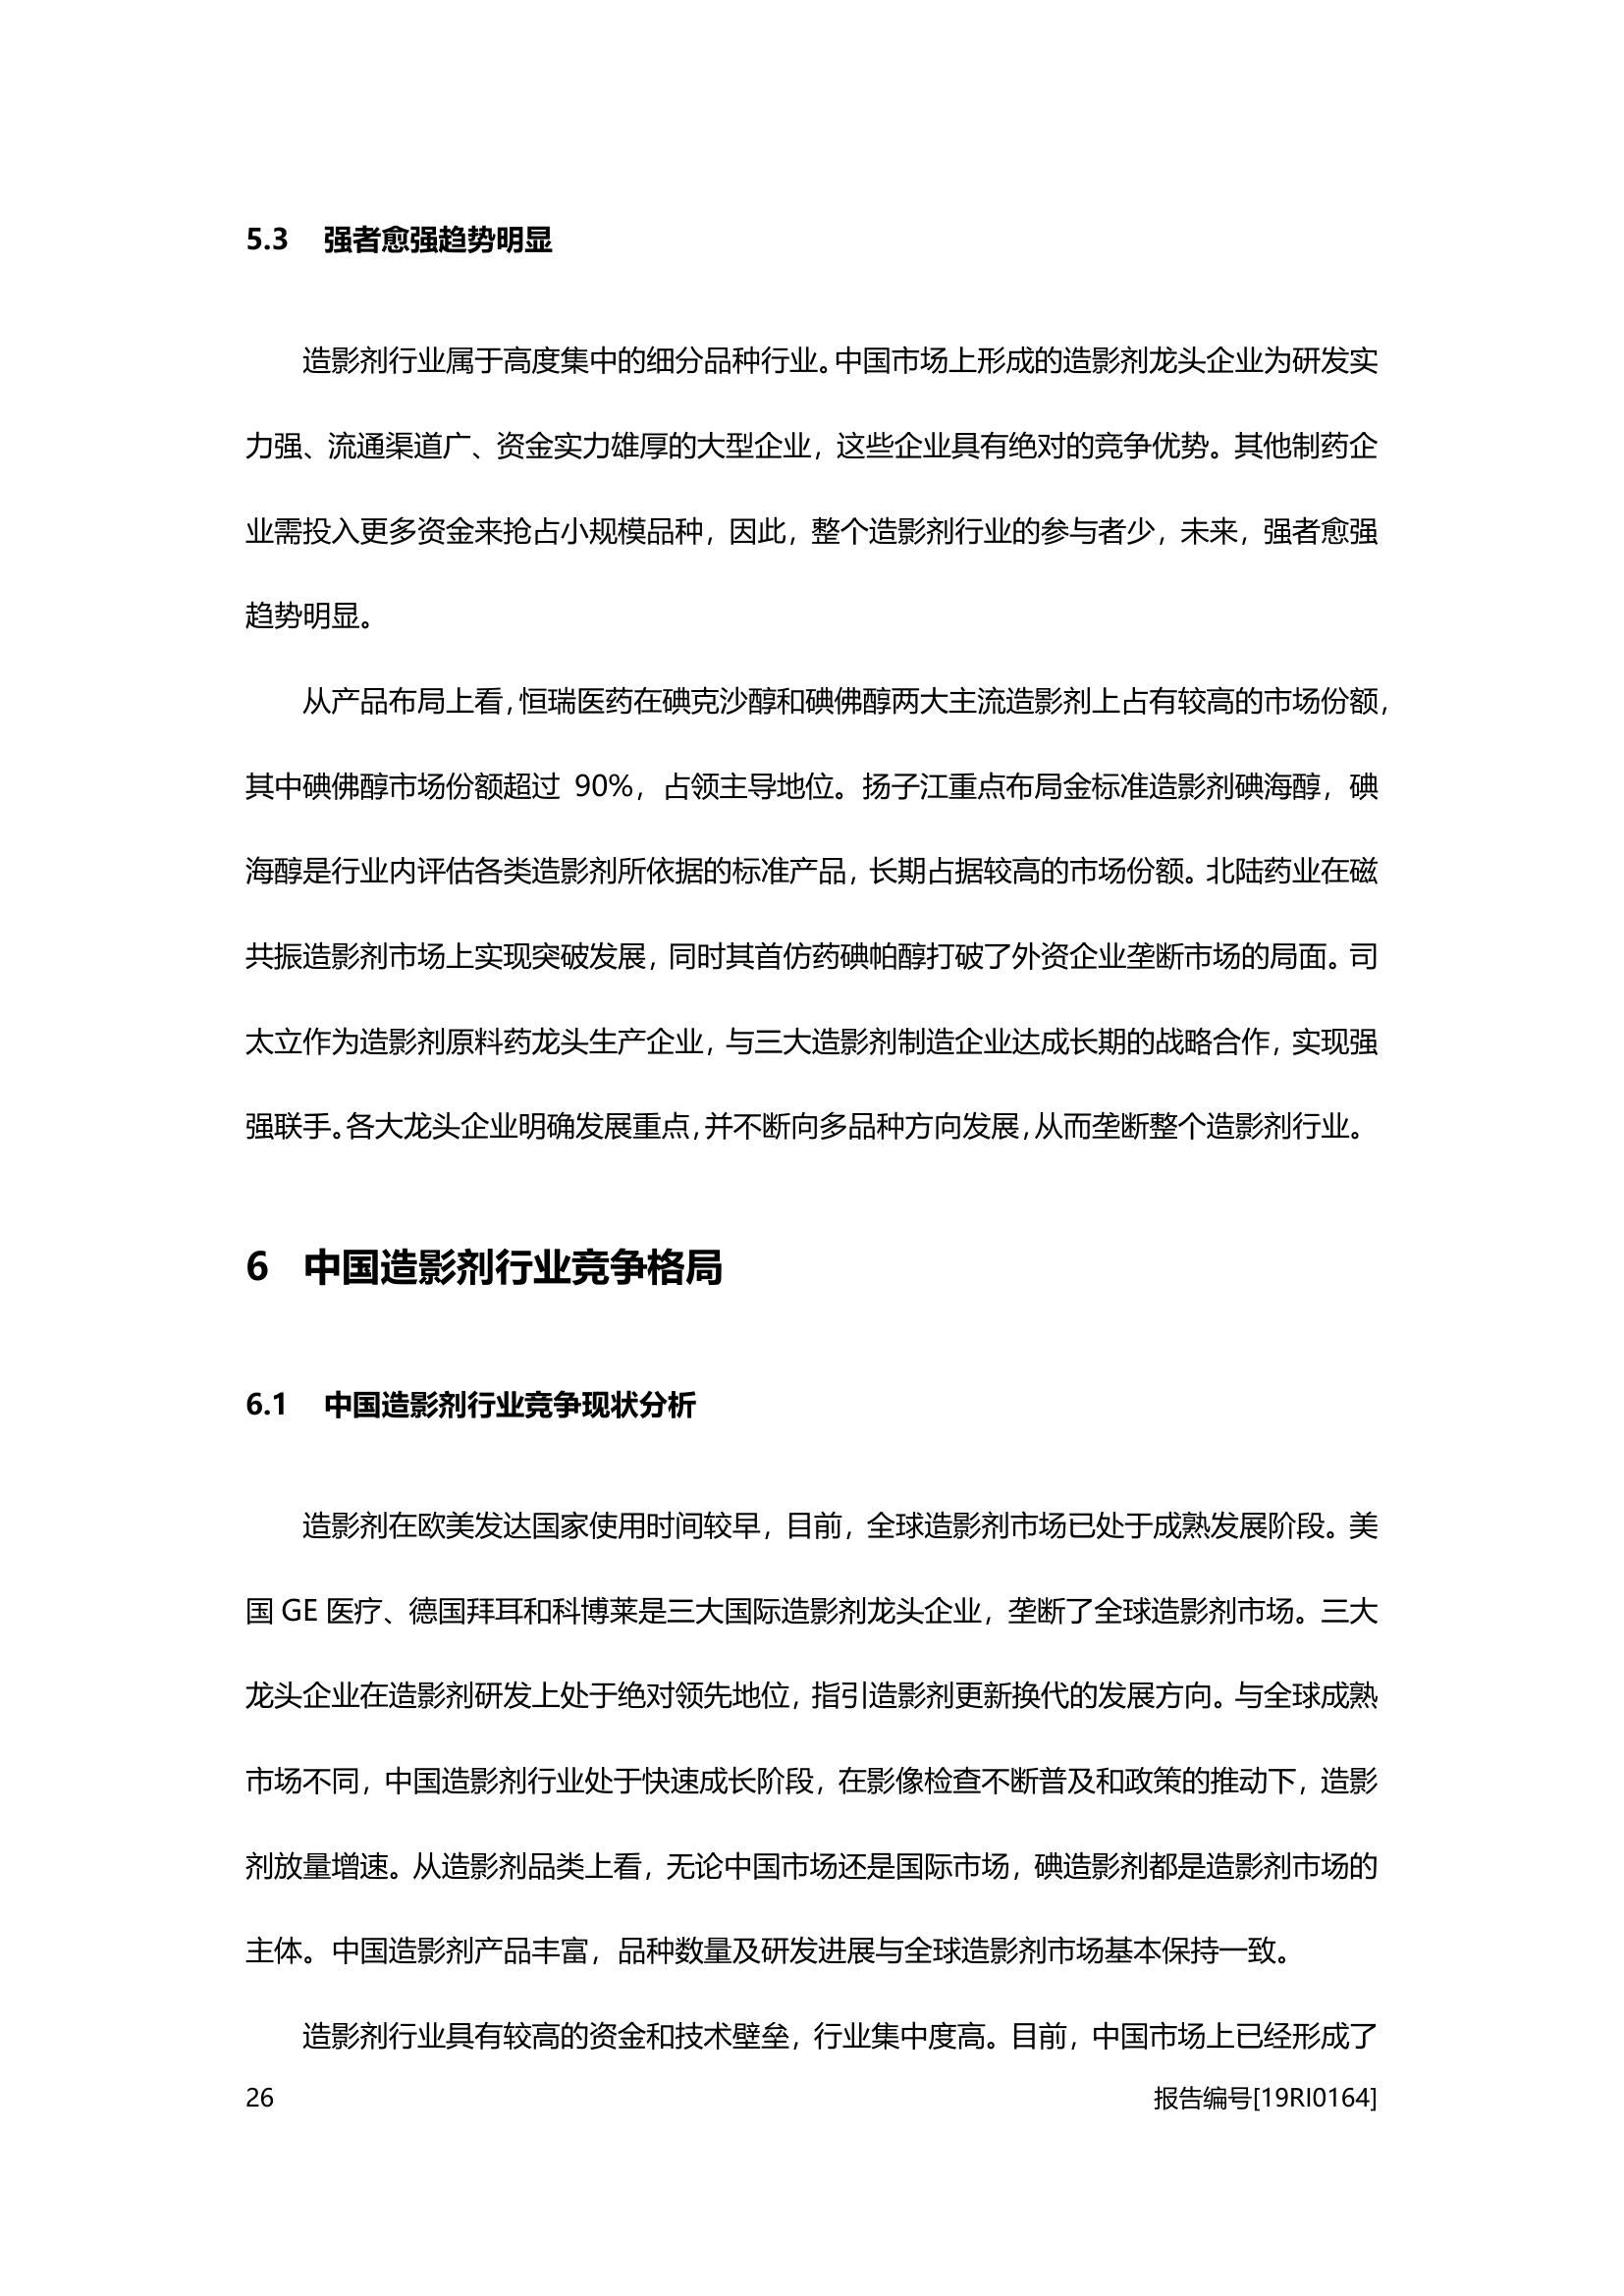 5.3 强者愈强趋势明显
造影剂行业属于高度集中的细分品种行业。中国市场上形成的造影剂龙头企业为研发实
力强、流通渠道广、资金实力雄厚的大型企业，这些企业具有绝对的竞争优势。其他制药企
业需投入更多资金来抢占小规模品种，因此，整个造影剂行业的参与者少，未来，强者愈强
趋势明显。
从产品布局上看，恒瑞医药在碘克沙醇和碘佛醇两大主流造影剂上占有较高的市场份额，
其中碘佛醇市场份额超过 90%，占领主导地位。扬子江重点布局金标准造影剂碘海醇，碘
海醇是行业内评估各类造影剂所依据的标准产品，长期占据较高的市场份额。北陆药业在磁
共振造影剂市场上实现突破发展，同时其首仿药碘帕醇打破了外资企业垄断市场的局面。司
太立作为造影剂原料药龙头生产企业，与三大造影剂制造企业达成长期的战略合作，实现强
强联手。各大龙头企业明确发展重点，并不断向多品种方向发展，从而垄断整个造影剂行业。
6 中国造影剂行业竞争格局
6.1 中国造影剂行业竞争现状分析
造影剂在欧美发达国家使用时间较早，目前，全球造影剂市场已处于成熟发展阶段。美
国 GE 医疗、德国拜耳和科博莱是三大国际造影剂龙头企业，垄断了全球造影剂市场。三大
龙头企业在造影剂研发上处于绝对领先地位，指引造影剂更新换代的发展方向。与全球成熟
市场不同，中国造影剂行业处于快速成长阶段，在影像检查不断普及和政策的推动下，造影
剂放量增速。从造影剂品类上看，无论中国市场还是国际市场，碘造影剂都是造影剂市场的
主体。中国造影剂产品丰富，品种数量及研发进展与全球造影剂市场基本保持一致。
造影剂行业具有较高的资金和技术壁垒，行业集中度高。目前，中国市场上已经形成了
26 报告编号[19RI0164]